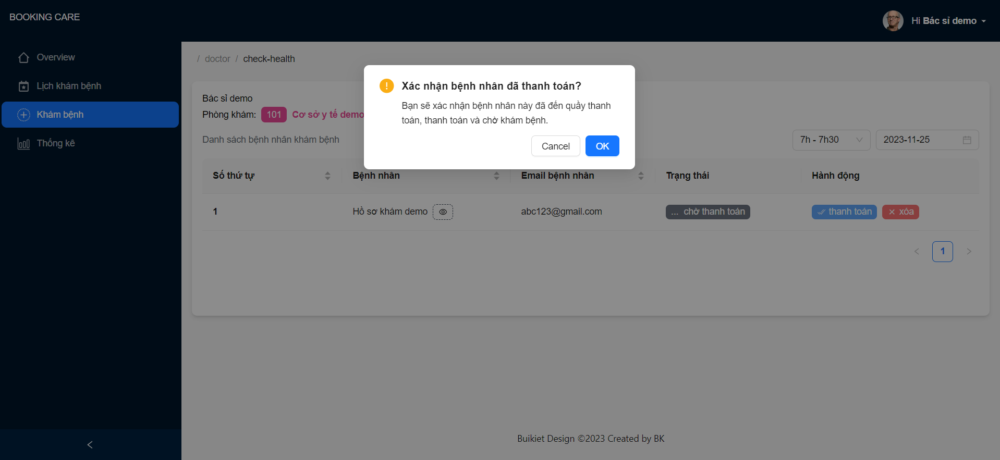 BOOKING CARE
Hi Bác sỉ demo
Overview
Lịch khám bệnh
Khám bệnh
Thống kê
/ doctor / check-health
Xác nhận bệnh nhân đã thanh toán?
Bạn sẽ xác nhận bệnh nhân này đã đến quầy thanh
toán, thanh toán và chờ khám bệnh.
Cancel OK
Bác sỉ demo
Phòng khám: 101 Cơ sở y tế demo
Danh sách bệnh nhân khám bệnh
7h - 7h30 2023-11-25
Số thứ tự Bệnh nhân Email bệnh nhân Trạng thái Hành động
1 Hồ sơ khám demo abc123@gmail.com ... chờ thanh toán thanh toán xóa
1
Buikiet Design ©2023 Created by BK